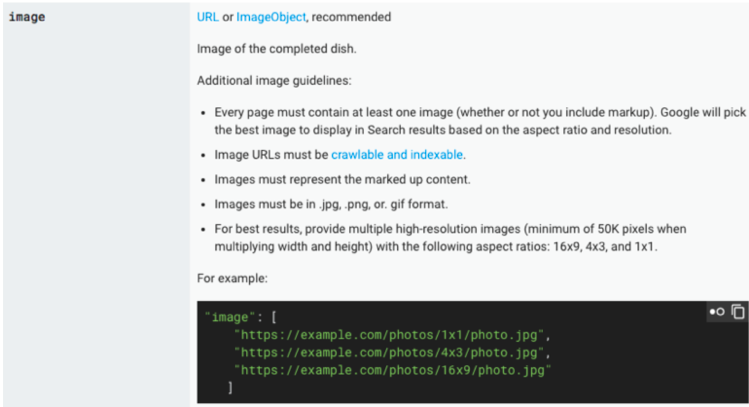 image
URL or ImageObject, recommended
Image of the completed dish.
Additional image guidelines:
• Every page must contain at least one image (whether or not you include markup). Google will pick
the best image to display in Search results based on the aspect ratio and resolution.
• Image URLs must be crawlable and indexable.
• Images must represent the marked up content.
• Images must be in .jpg, .png, or. gif format.
• For best results, provide multiple high-resolution images (minimum of 50K pixels when
multiplying width and height) with the following aspect ratios: 16x9, 4x3, and 1x1.
For example:
"image": [
"https://example.com/photos/1x1/photo.jpg",
"https://example.com/photos/4x3/photo.jpg",
"https://example.com/photos/16x9/photo.jpg"
]